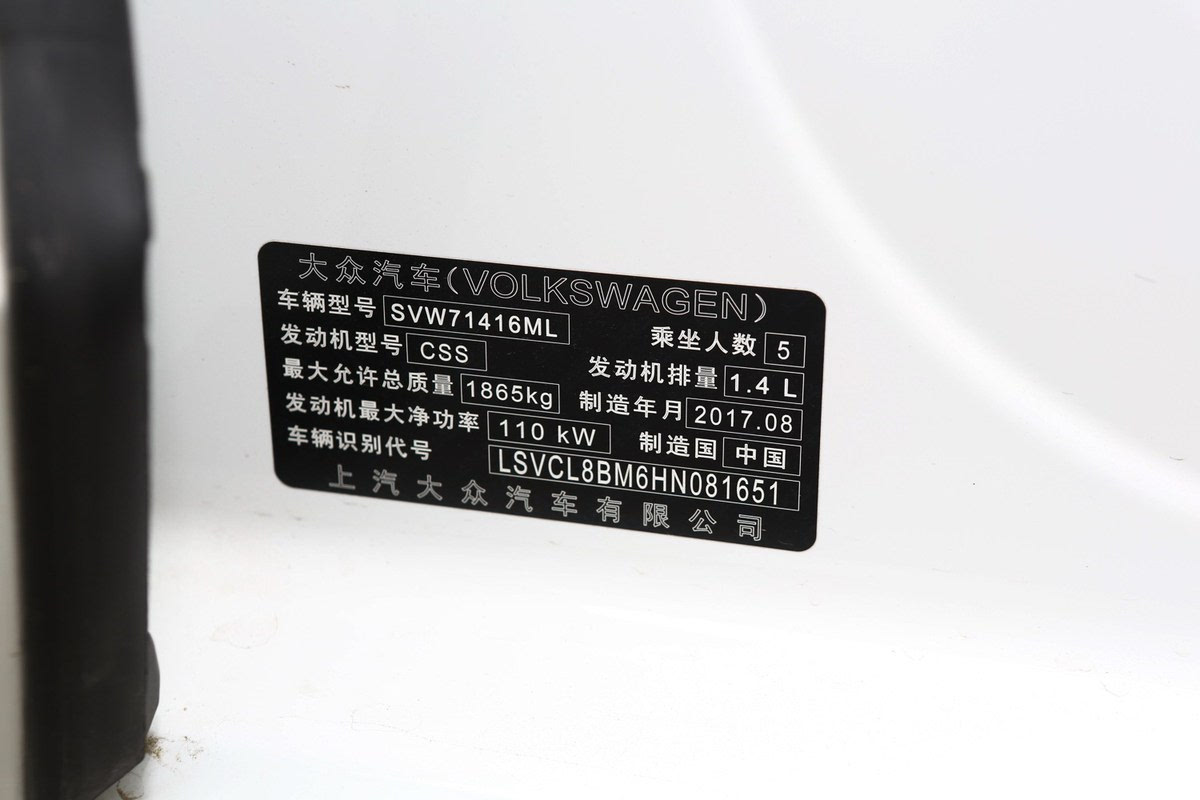 大众汽车(VOLKSWAGEN)
车辆型号 SVW71416ML 乘坐人数 5
发动机型号 CSS 发动机排量 1.4 L
最大允许总质量 1865kg 制造年月 2017.08
发动机最大净功率 110 kW 制造国 中国
车辆识别代号 LSVCL8BM6HN081651
上汽大众汽车有限公司